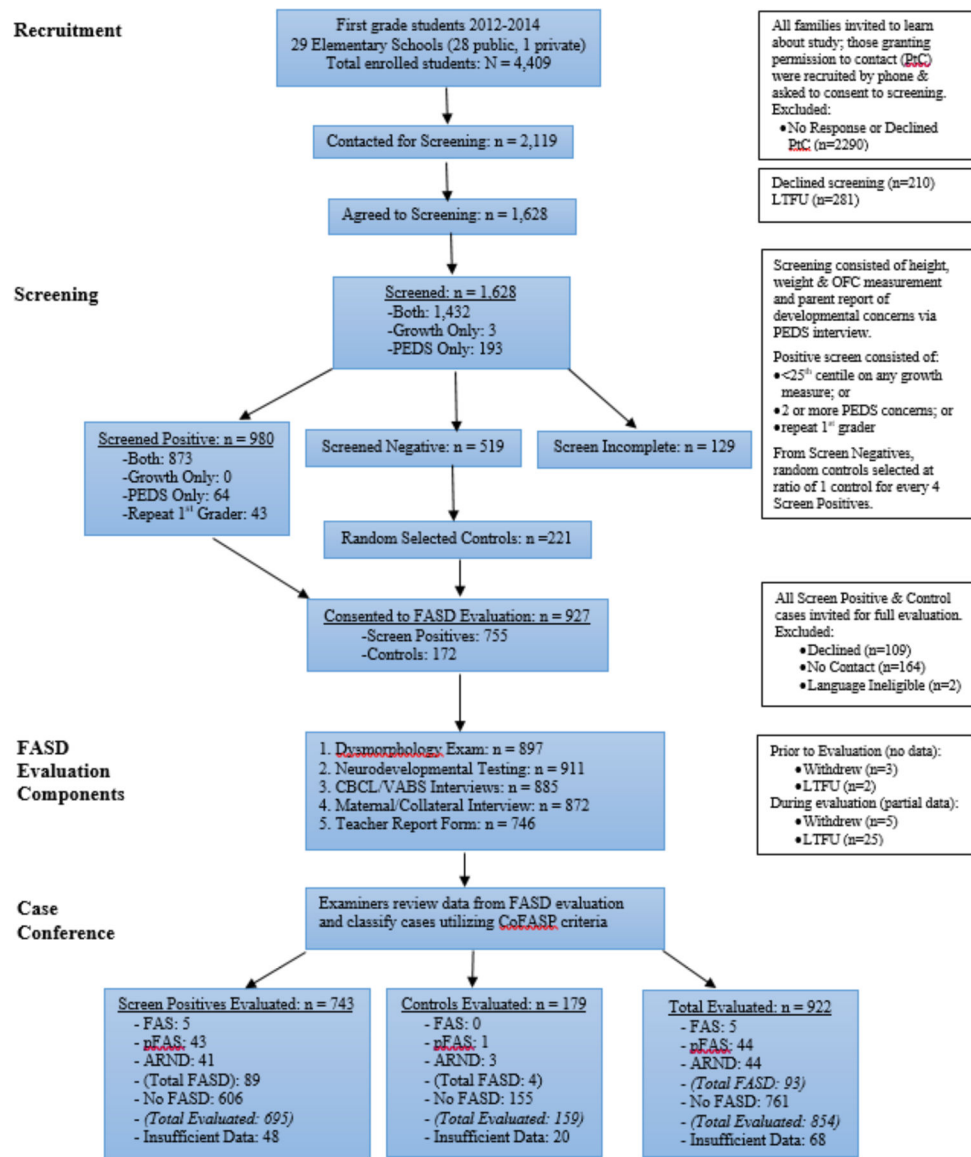 Recruitment
First grade students 2012-2014
29 Elementary Schools (28 public, 1 private)
Total enrolled students: N = 4,409
All families invited to learn
about study; those granting
permission to contact (PtC)
were recruited by phone &
asked to consent to screening.
Excluded:
•No Response or Declined
PtC (n=2290)
Contacted for Screening: n = 2,119
Declined screening (n=210)
LTFU (n=281)
Agreed to Screening: n = 1,628
Screening
Screened: n = 1,628
-Both: 1,432
-Growth Only: 3
-PEDS Only: 193
Screening consisted of height,
weight & OFC measurement
and parent report of
developmental concerns via
PEDS interview.
Positive screen consisted of:
•<25th centile on any growth
measure; or
•2 or more PEDS concerns; or
•repeat 1st grader
From Screen Negatives,
random controls selected at
ratio of 1 control for every 4
Screen Positives.
Screened Positive: n = 980
-Both: 873
-Growth Only: 0
-PEDS Only: 64
-Repeat 1st Grader: 43
Screened Negative: n = 519
Screen Incomplete: n = 129
Random Selected Controls: n =221
Consented to FASD Evaluation: n = 927
-Screen Positives: 755
-Controls: 172
All Screen Positive & Control
cases invited for full evaluation.
Excluded:
•Declined (n=109)
•No Contact (n=164)
•Language Ineligible (n=2)
FASD
Evaluation
Components
1. Dysmorphology Exam: n = 897
2. Neurodevelopmental Testing: n = 911
3. CBCL/VABS Interviews: n = 885
4. Maternal/Collateral Interview: n = 872
5. Teacher Report Form: n = 746
Prior to Evaluation (no data):
•Withdrew (n=3)
•LTFU (n=2)
During evaluation (partial data):
•Withdrew (n=5)
•LTFU (n=25)
Case
Conference
Examiners review data from FASD evaluation
and classify cases utilizing CoFASP criteria
Screen Positives Evaluated: n = 743
- FAS: 5
- pFAS: 43
- ARND: 41
- (Total FASD): 89
- No FASD: 606
- (Total Evaluated: 695)
- Insufficient Data: 48
Controls Evaluated: n = 179
- FAS: 0
- pFAS: 1
- ARND: 3
- (Total FASD: 4)
- No FASD: 155
- (Total Evaluated: 159)
- Insufficient Data: 20
Total Evaluated: n = 922
- FAS: 5
- pFAS: 44
- ARND: 44
- (Total FASD: 93)
- No FASD: 761
- (Total Evaluated: 854)
- Insufficient Data: 68